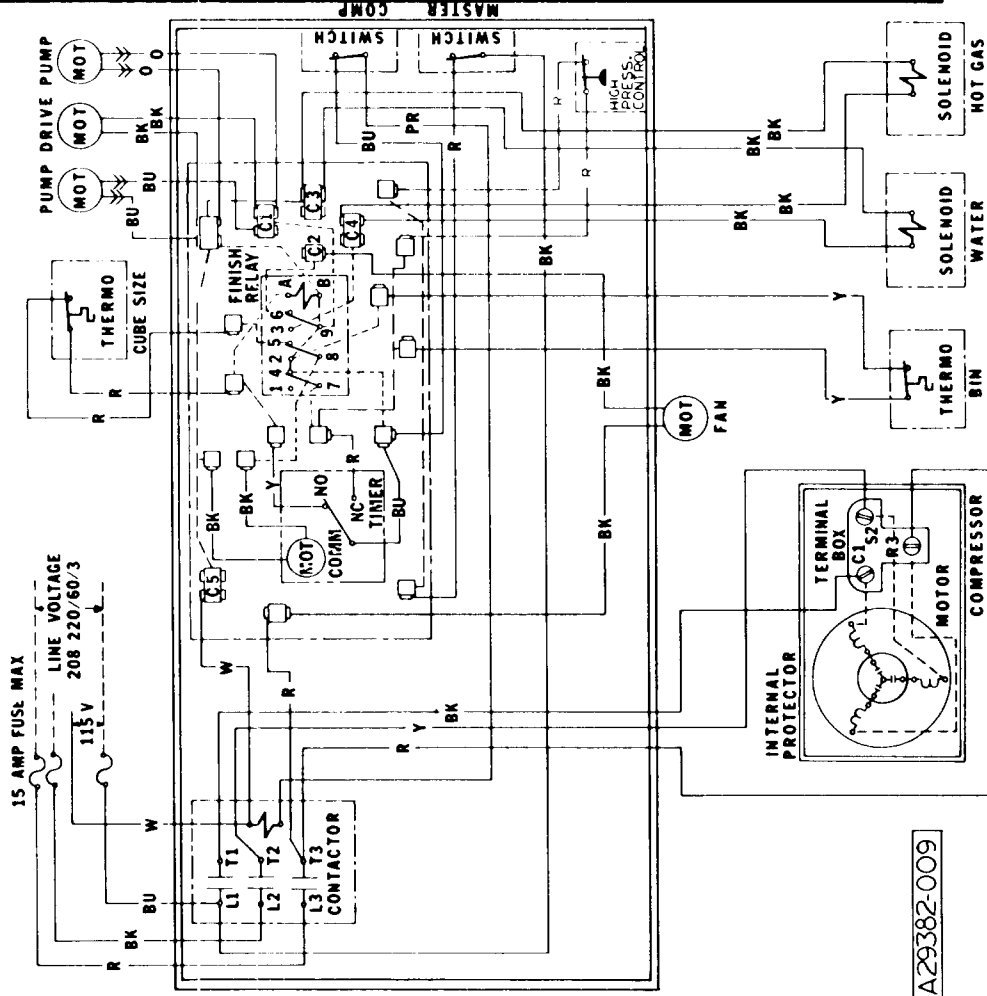 MASTER
COMP
SWITCH
SWITCH
HIGH
PRESS.
CONTROL
R
R
PUMP
MOT
O
O
DRIVE
MOT
BK
BK
PUMP
MOT
BU
BU
THERMO
CUBE SIZE
R
R
FINISH
RELAY
C1
C2
C3
C4
C5
A
B
1 4 2 5 3 6
7 8 9
BU
PR
R
BK
NO
NC
COMM
TIMER
MOT
BK
BK
Y
R
BU
15 AMP FUSE MAX
LINE VOLTAGE
208 220/60/3
115 V
R
BK
BU
W
W
R
L1
L2
L3
T1
T2
T3
CONTACTOR
BK
Y
R
BK
BK
MOT
FAN
BK
BK
BK
BK
SOLENOID
HOT GAS
SOLENOID
WATER
Y
Y
THERMO
BIN
TERMINAL
BOX
C1
S2
R3
INTERNAL
PROTECTOR
MOTOR
COMPRESSOR
A29382-009